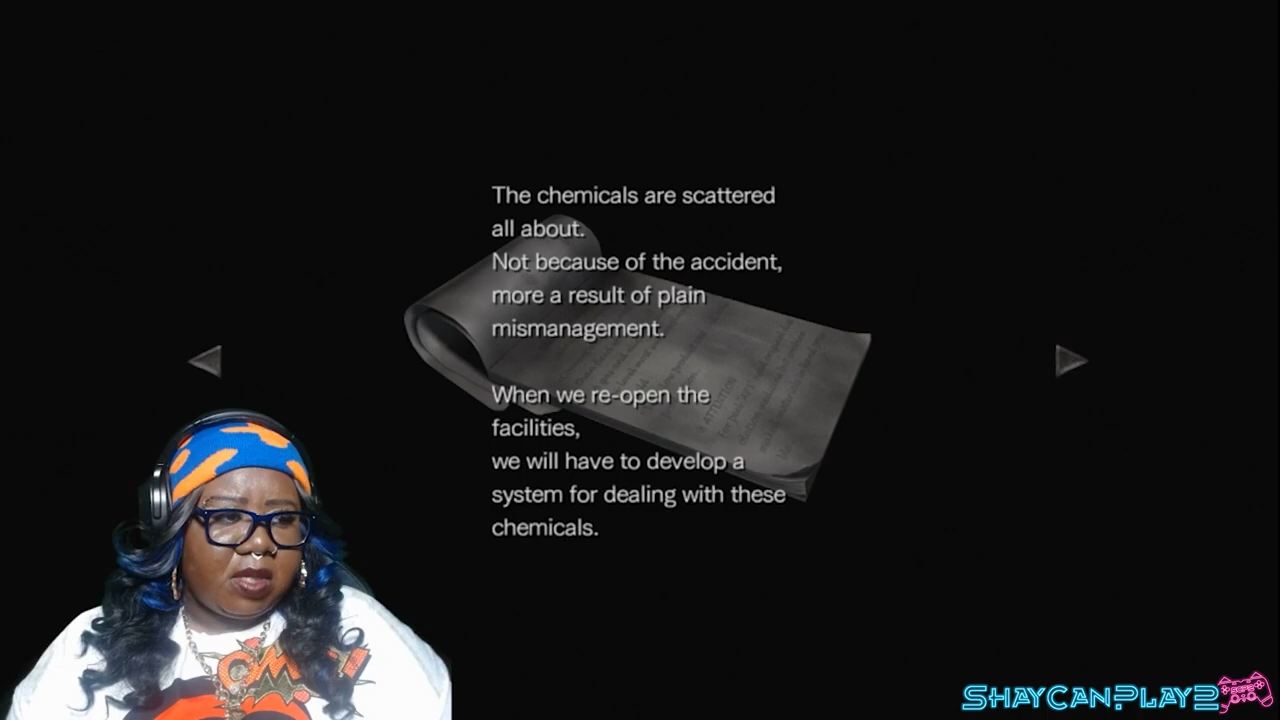 The chemicals are scattered
all about.
Not because of the accident,
more a result of plain
mismanagement.
When we re-open the
facilities,
we will have to develop a
system for dealing with these
chemicals.
ATTENTION
SHAYCANPLAY2